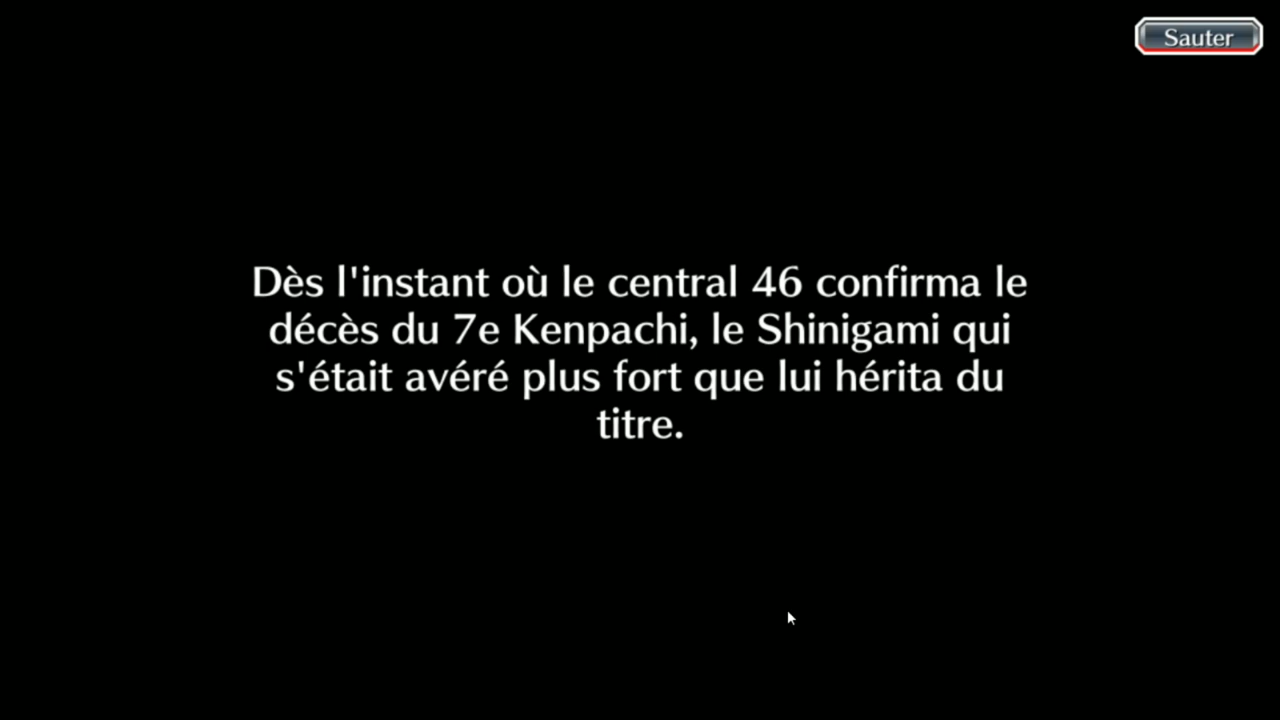 Sauter
Dès l'instant où le central 46 confirma le
décès du 7e Kenpachi, le Shinigami qui
s'était avéré plus fort que lui hérita du
titre.